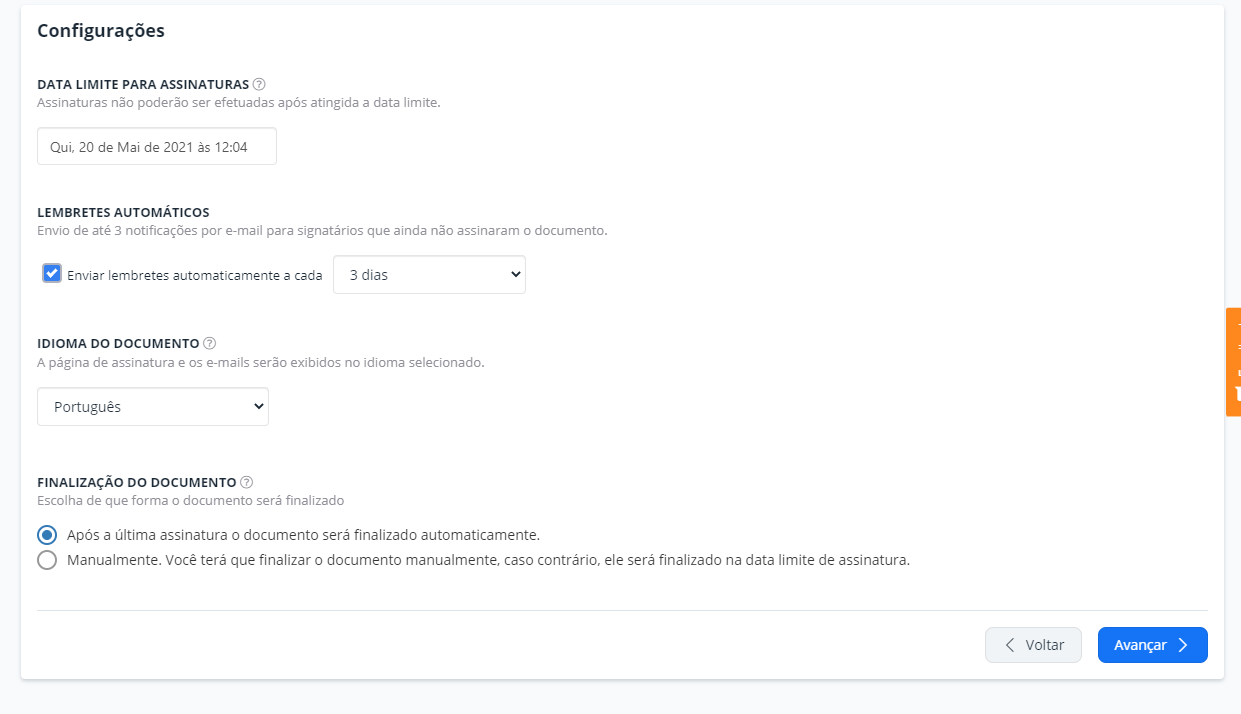 Configurações
DATA LIMITE PARA ASSINATURAS ?
Assinaturas não poderão ser efetuadas após atingida a data limite.
Qui, 20 de Mai de 2021 às 12:04
LEMBRETES AUTOMÁTICOS
Envio de até 3 notificações por e-mail para signatários que ainda não assinaram o documento.
Enviar lembretes automaticamente a cada 3 dias
IDIOMA DO DOCUMENTO ?
A página de assinatura e os e-mails serão exibidos no idioma selecionado.
Português
FINALIZAÇÃO DO DOCUMENTO ?
Escolha de que forma o documento será finalizado
Após a última assinatura o documento será finalizado automaticamente.
Manualmente. Você terá que finalizar o documento manualmente, caso contrário, ele será finalizado na data limite de assinatura.
Voltar Avançar